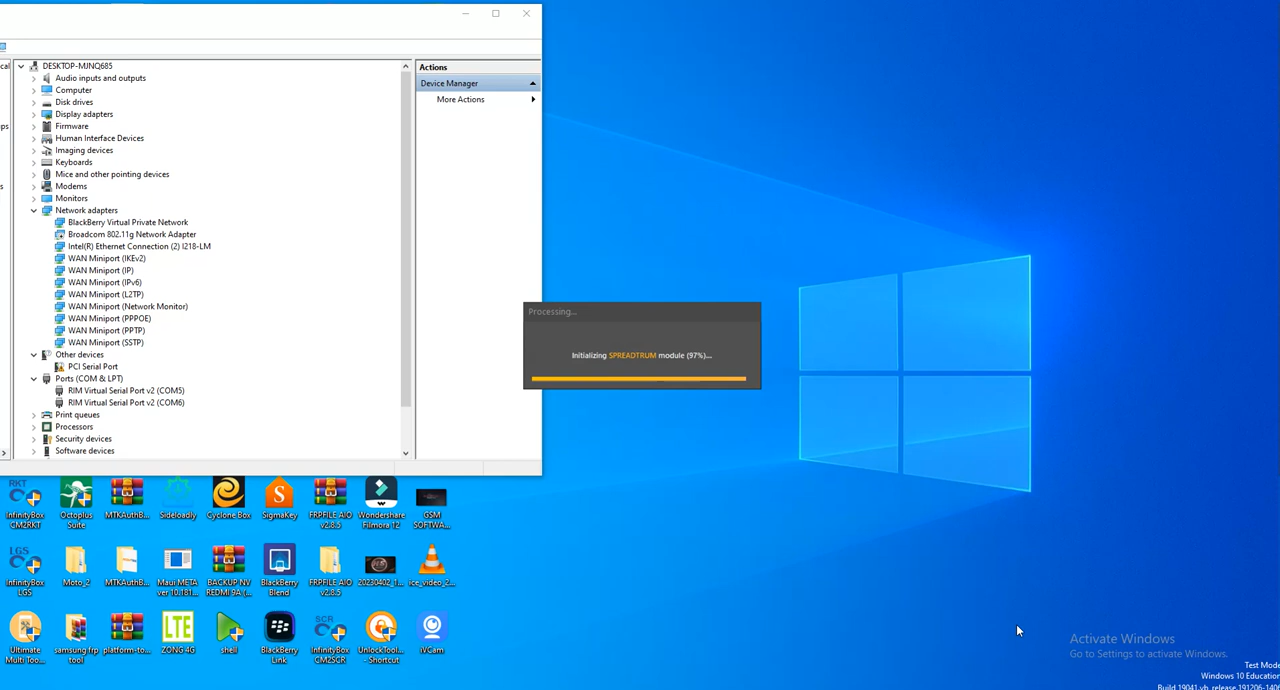 DESKTOP-MJNQ685
Audio inputs and outputs
Computer
Disk drives
Display adapters
Firmware
Human Interface Devices
Imaging devices
Keyboards
Mice and other pointing devices
Modems
Monitors
Network adapters
BlackBerry Virtual Private Network
Broadcom 802.11g Network Adapter
Intel(R) Ethernet Connection (2) I218-LM
WAN Miniport (IKEv2)
WAN Miniport (IP)
WAN Miniport (IPv6)
WAN Miniport (L2TP)
WAN Miniport (Network Monitor)
WAN Miniport (PPPOE)
WAN Miniport (PPTP)
WAN Miniport (SSTP)
Other devices
PCI Serial Port
Ports (COM & LPT)
RIM Virtual Serial Port v2 (COM5)
RIM Virtual Serial Port v2 (COM6)
Print queues
Processors
Security devices
Software devices
Actions
Device Manager
More Actions
Processing...
Initializing SPREADTRUM module (97%)...
RKT
InfinityBox
CM2RKT
Octoplus
Suite
MTKAuthB...
Sideloadly
Cyclone Box
SigmaKey
FRPFILE AIO
v2.8.5
Wondershare
Filmora 12
GSM
SOFTWA...
LGS
InfinityBox
LGS
Moto_2
MTKAuthB...
Maui META
ver 10.181...
BACKUP NV
REDMI 9A (...
BlackBerry
Blend
FRPFILE AIO
v2.8.5
20230402_1...
ice_video_2...
Ultimate
Multi Too...
samsung frp
tool
platform-to...
LTE
ZONG 4G
shell
BlackBerry
Link
SCR
InfinityBox
CM2SCR
UnlockTool...
- Shortcut
iVCam
Activate Windows
Go to Settings to activate Windows.
Test Mode
Windows 10 Education